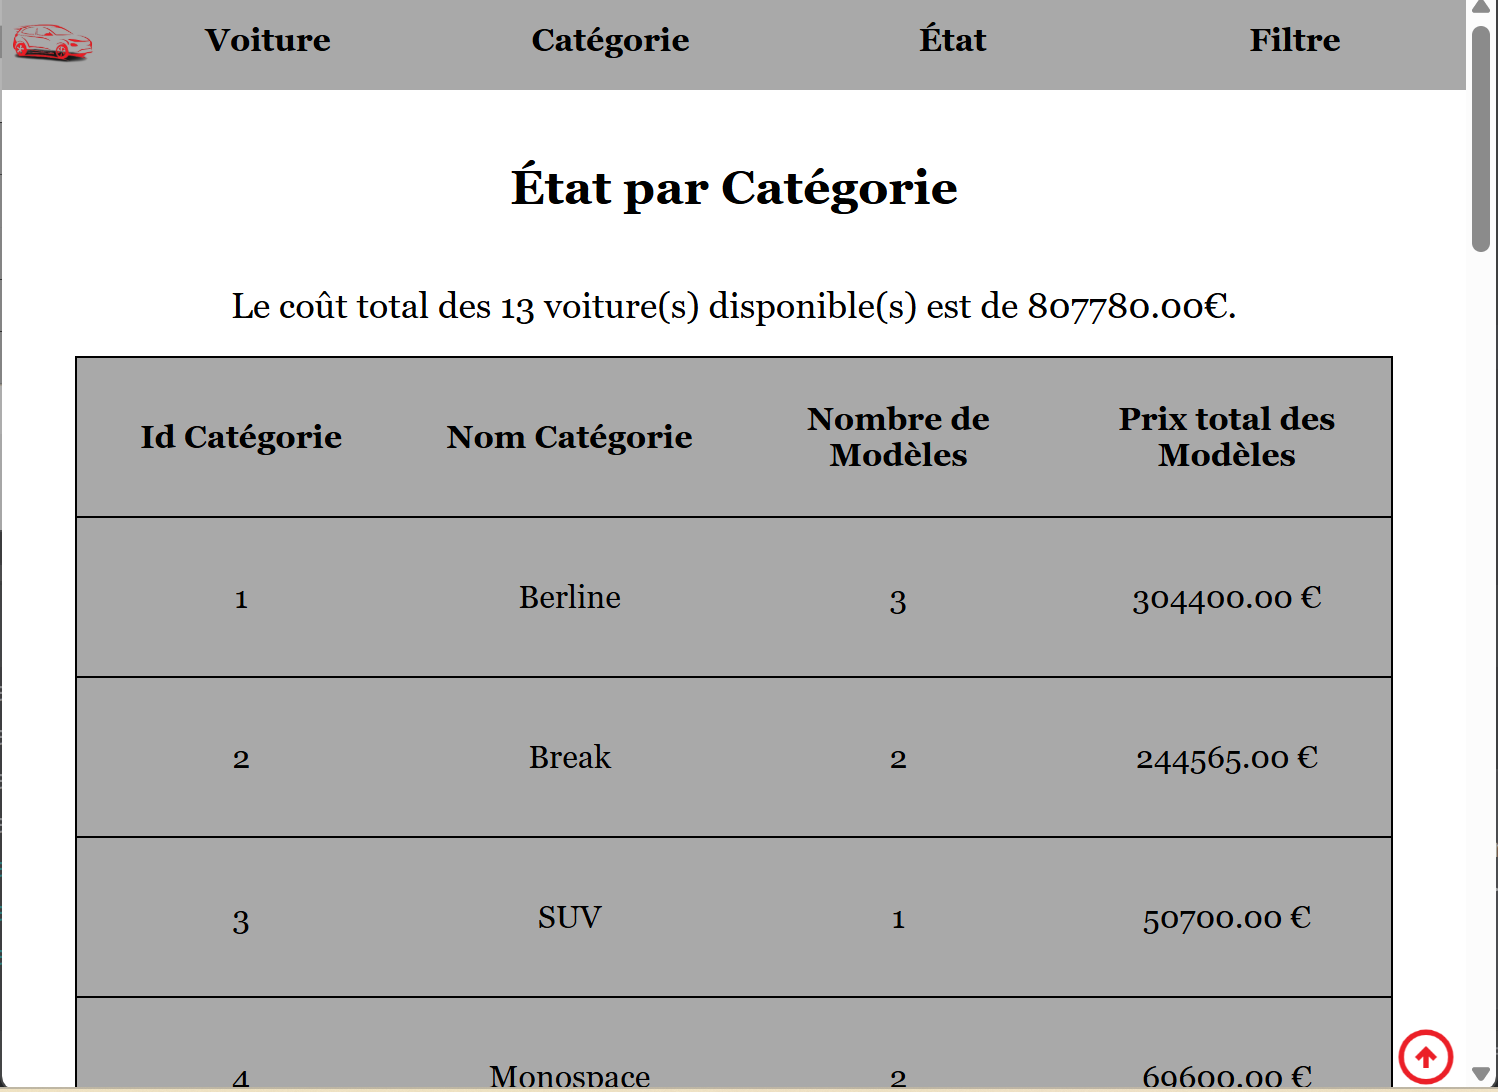 Voiture Catégorie État Filtre
État par Catégorie
Le coût total des 13 voiture(s) disponible(s) est de 807780.00€.
Id Catégorie Nom Catégorie Nombre de Modèles Prix total des Modèles
1 Berline 3 304400.00 €
2 Break 2 244565.00 €
3 SUV 1 50700.00 €
4 Monospace 2 69600.00 €